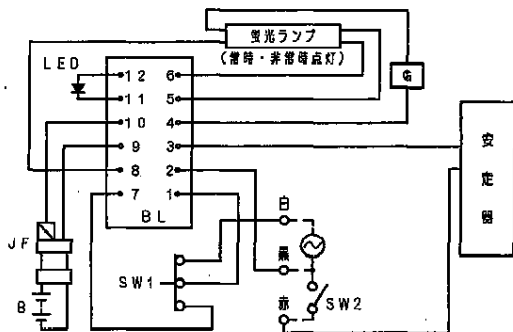 蛍光ランプ
(常時・非常時点灯)
G
LED
12 6
11 5
10 4
9 3
8 2
7 1
BL
安定器
白
黒
赤
JF
B
SW1
SW2